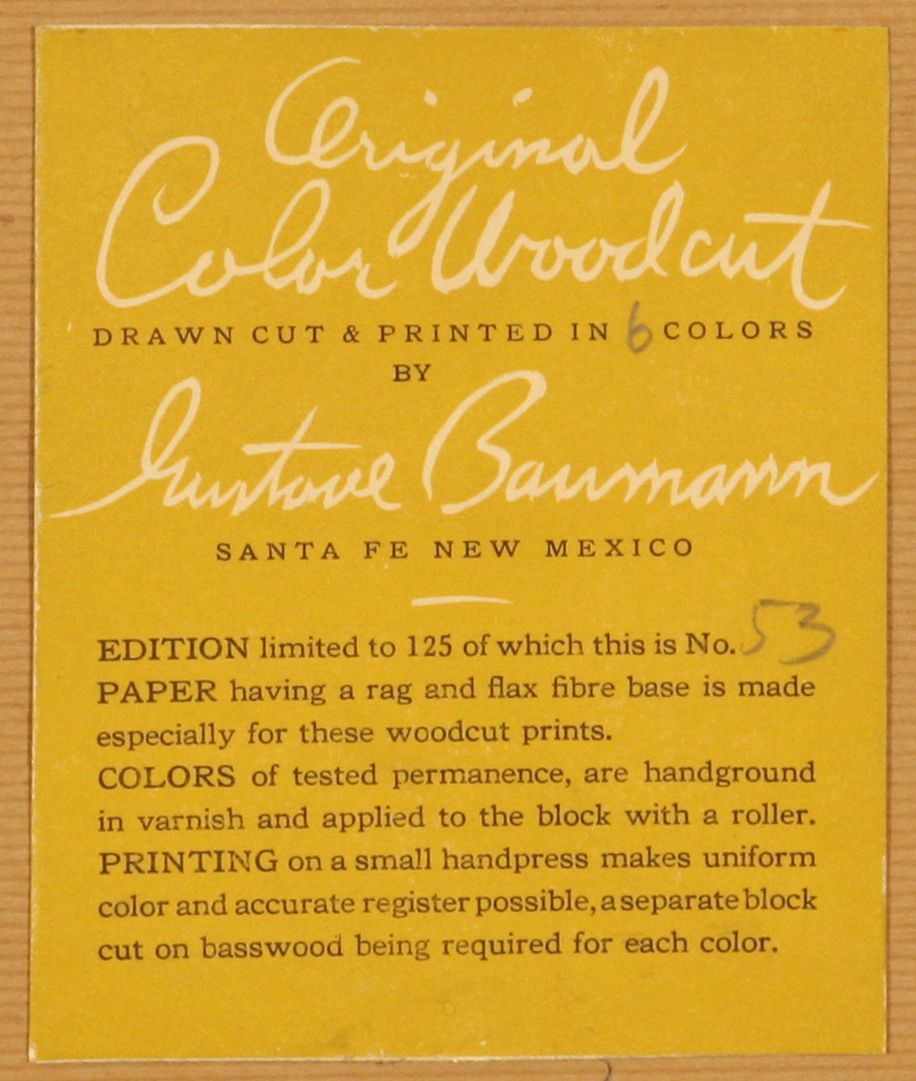 Original
Color Woodcut
DRAWN CUT & PRINTED IN 6 COLORS
BY
Gustave Baumann
SANTA FE NEW MEXICO
EDITION limited to 125 of which this is No. 53
PAPER having a rag and flax fibre base is made
especially for these woodcut prints.
COLORS of tested permanence, are handground
in varnish and applied to the block with a roller.
PRINTING on a small handpress makes uniform
color and accurate register possible, a separate block
cut on basswood being required for each color.